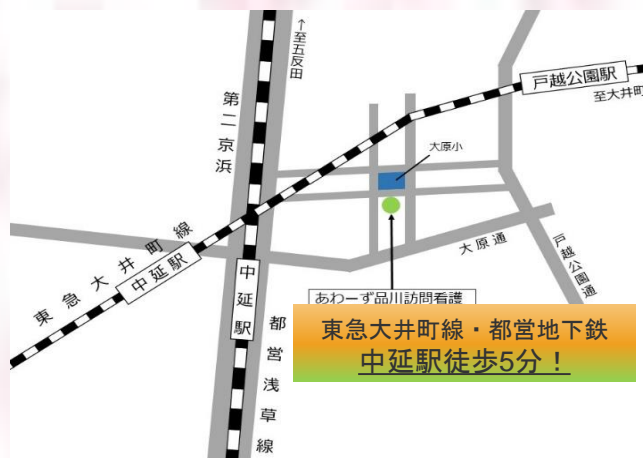 ↑至五反田
第二京浜
戸越公園駅
至大井町
大原小
東急大井町線
中延駅
中延駅
大原通
戸越公園通
都営浅草線
あわーず品川訪問看護
東急大井町線・都営地下鉄
中延駅徒歩5分！